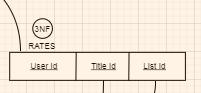 3NF
RATES
User Id Title Id List Id